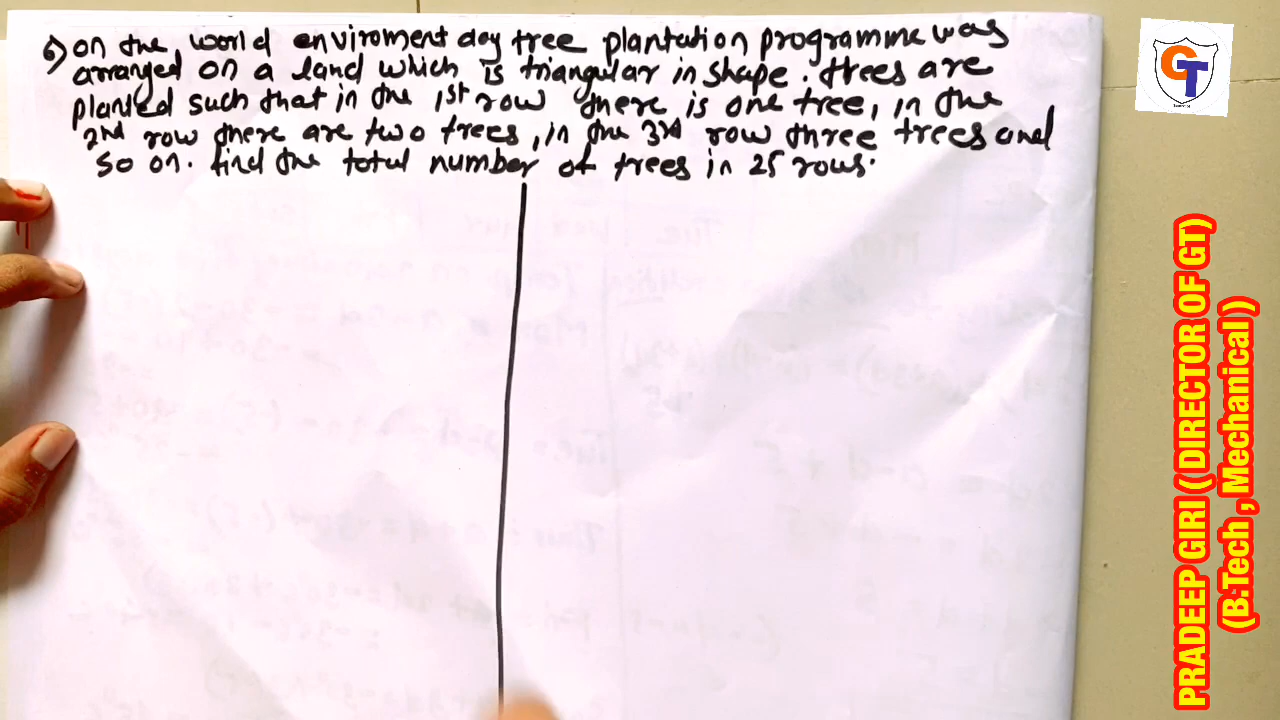 6) on the world enviroment day tree plantation programme was
arranged on a land which is triangular in shape. trees are
planted such that in the 1st row there is one tree, in the
2nd row there are two trees, in the 3rd row three trees and
so on. find the total number of trees in 25 rows.
GT
PRADEEP GIRI ( DIRECTOR OF GT)
(B.Tech , Mechanical )